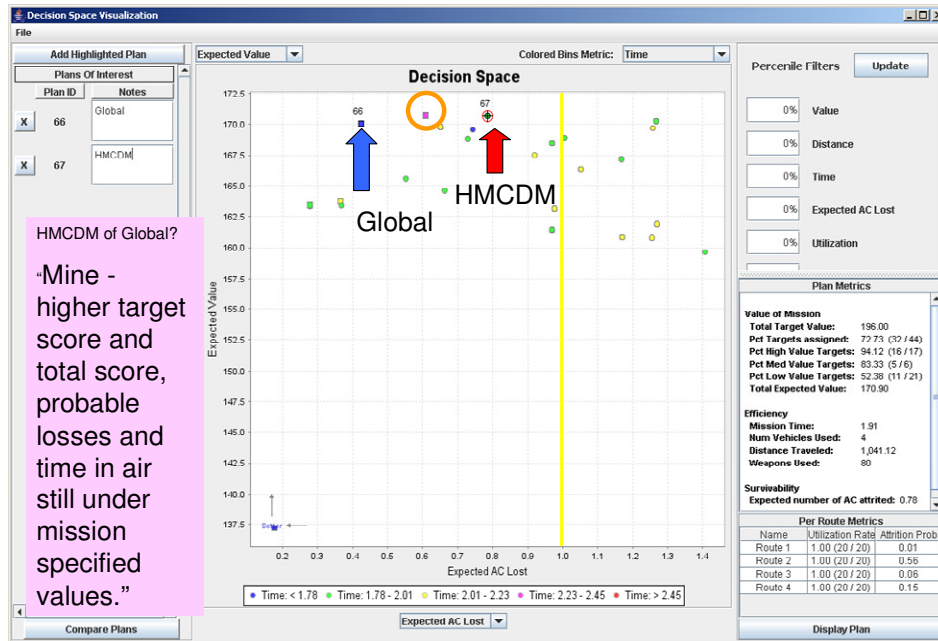 Decision Space Visualization
File
Add Highlighted Plan
Plans Of Interest
Plan ID Notes
X 66 Global
X 67 HMCDM
HMCDM of Global?
“Mine -
higher target
score and
total score,
probable
losses and
time in air
still under
mission
specified
values.”
Compare Plans
Expected Value
Colored Bins Metric: Time
Decision Space
172.5
170.0
167.5
165.0
162.5
160.0
157.5
155.0
152.5
150.0
147.5
145.0
142.5
140.0
137.5
Expected Value
66
67
Global
HMCDM
Better
0.2 0.3 0.4 0.5 0.6 0.7 0.8 0.9 1.0 1.1 1.2 1.3 1.4
Expected AC Lost
Time: < 1.78 Time: 1.78 - 2.01 Time: 2.01 - 2.23 Time: 2.23 - 2.45 Time: > 2.45
Expected AC Lost
Percenile Filters Update
0% Value
0% Distance
0% Time
0% Expected AC Lost
0% Utilization
Plan Metrics
Value of Mission
Total Target Value: 196.00
Pct Targets assigned: 72.73 (32 / 44)
Pct High Value Targets: 94.12 (16 / 17)
Pct Med Value Targets: 83.33 (5 / 6)
Pct Low Value Targets: 52.38 (11 / 21)
Total Expected Value: 170.90
Efficiency
Mission Time: 1.91
Num Vehicles Used: 4
Distance Traveled: 1,041.12
Weapons Used: 80
Survivability
Expected number of AC attrited: 0.78
Per Route Metrics
Name Utilization Rate Attrition Prob
Route 1 1.00 (20 / 20) 0.01
Route 2 1.00 (20 / 20) 0.56
Route 3 1.00 (20 / 20) 0.06
Route 4 1.00 (20 / 20) 0.15
Display Plan